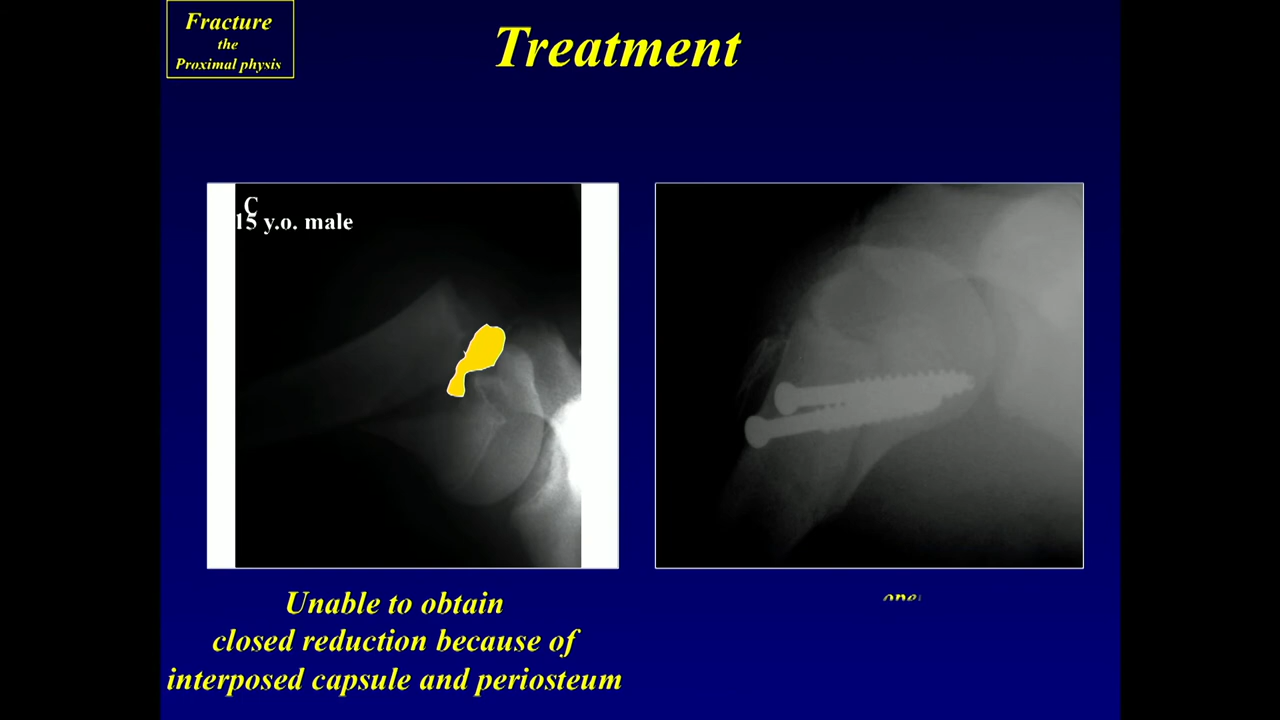 Fracture
the
Proximal physis
Treatment
C
15 y.o. male
Unable to obtain
closed reduction because of
interposed capsule and periosteum